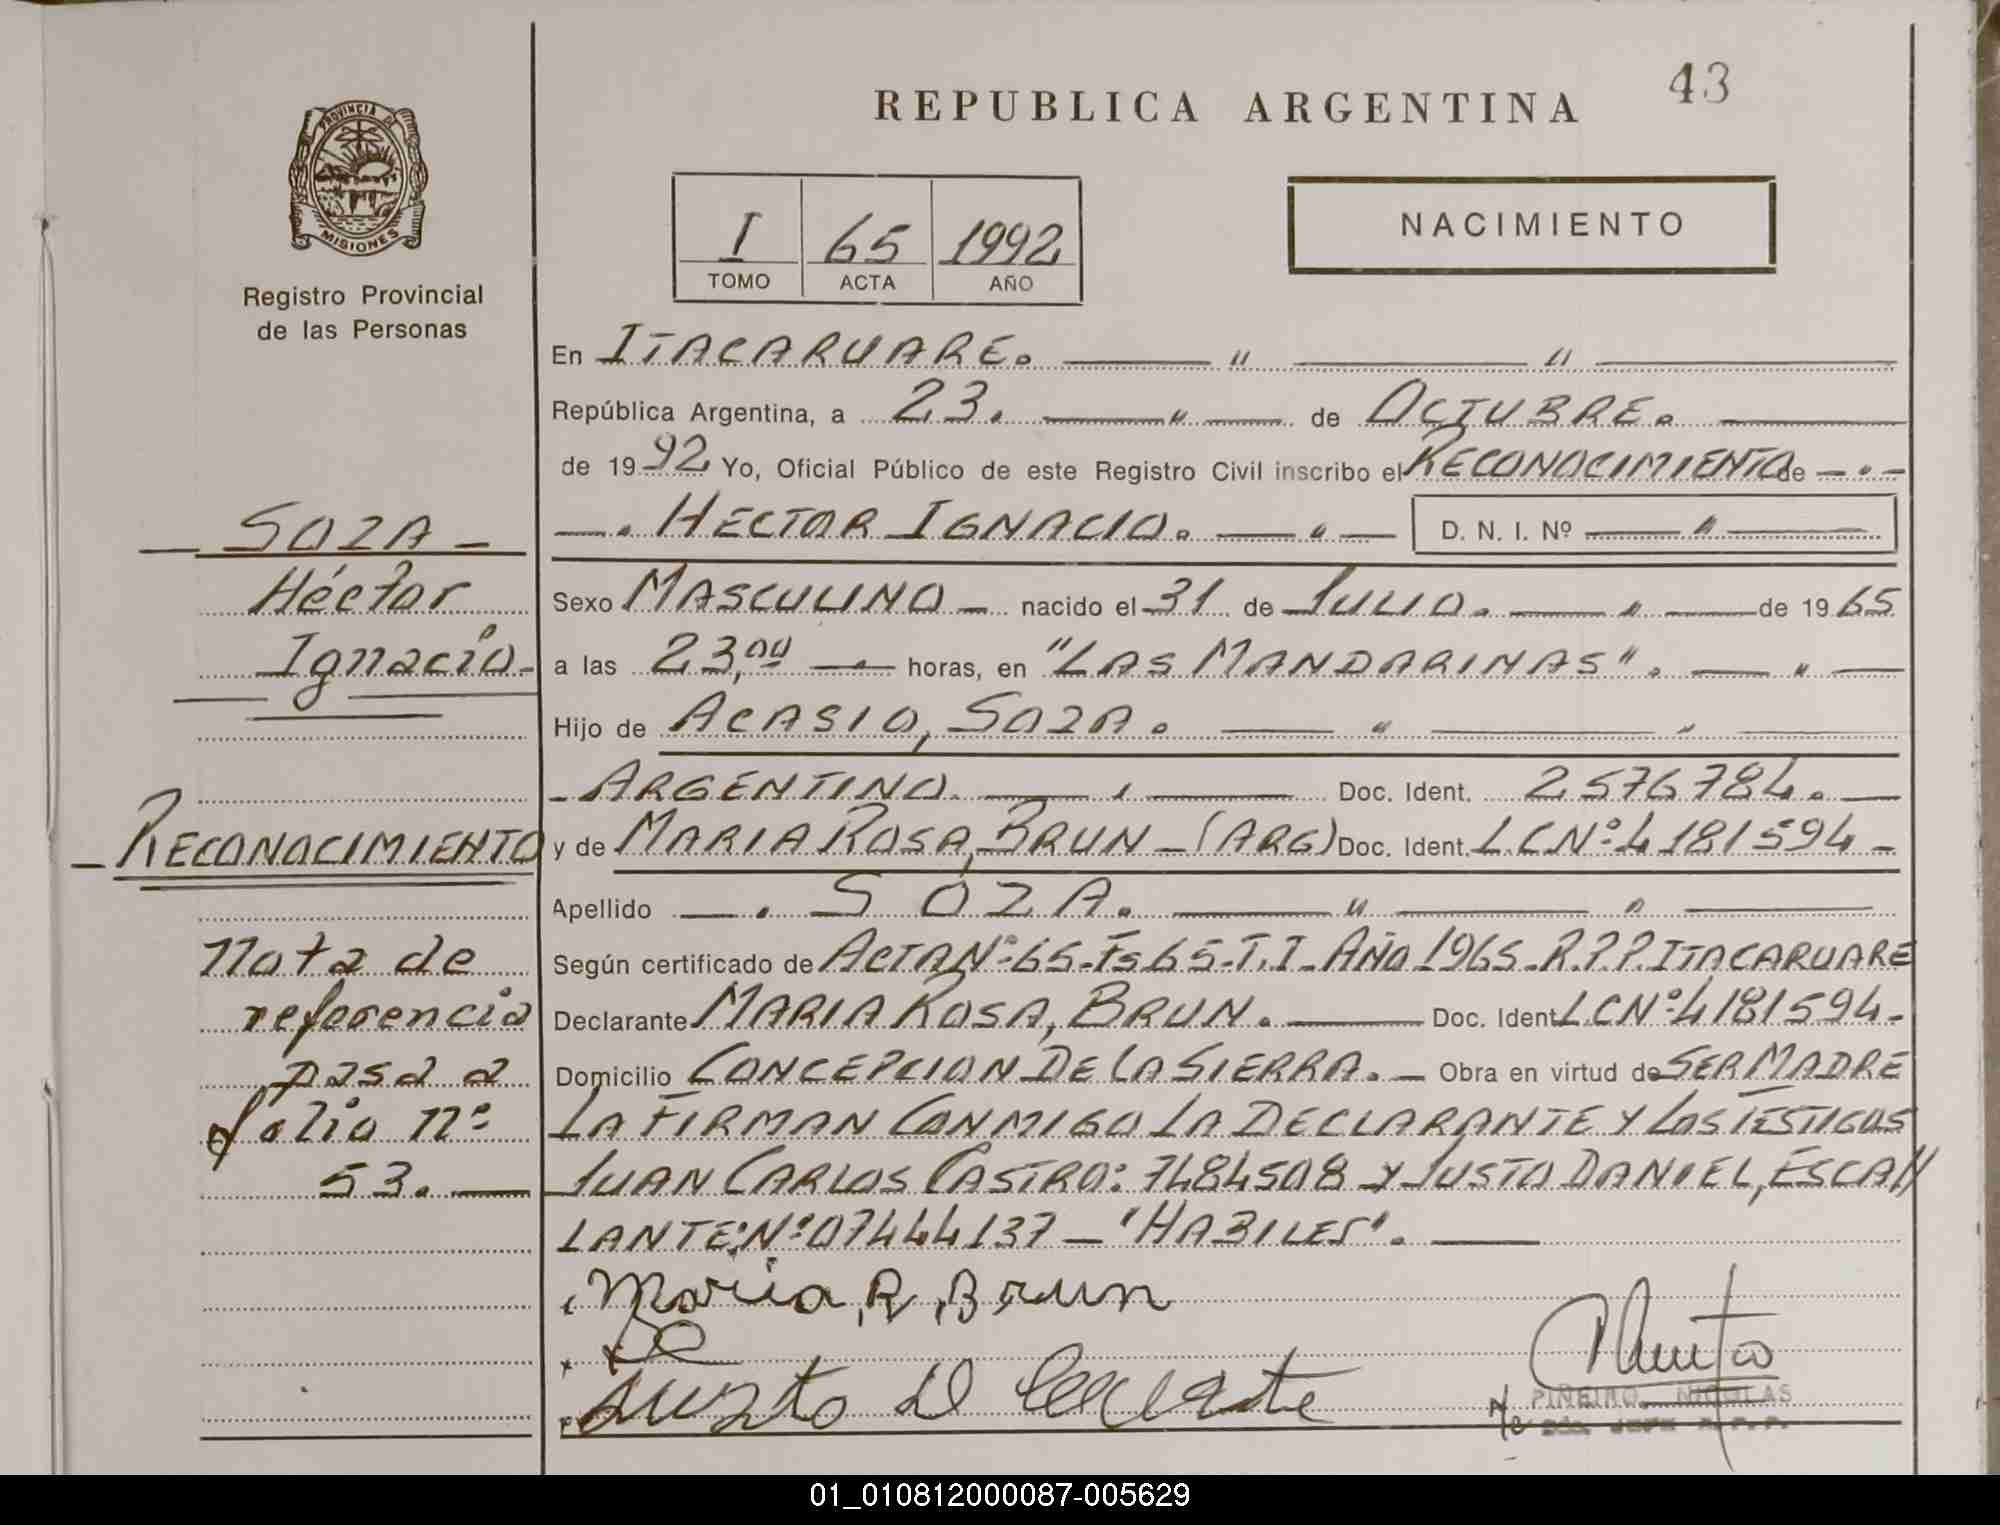 43
REPUBLICA ARGENTINA
PROVINCIA DE
MISIONES
Registro Provincial
de las Personas
I 65 1992
TOMO ACTA AÑO
NACIMIENTO
En ITACARUARE. " "
República Argentina, a 23. " de OCTUBRE.
de 1992 Yo, Oficial Público de este Registro Civil inscribo el RECONOCIMIENTO de
HECTOR IGNACIO. " D. N. I. Nº "
Sexo MASCULINO nacido el 31 de JULIO. " de 1965
a las 23,00 horas, en "LAS MANDARINAS". "
Hijo de ACASIO, SOZA. " "
ARGENTINO. Doc. Ident. 2576784.
y de MARIA ROSA, BRUN - (ARG) Doc. Ident. LCNº 4181594-
Apellido SOZA. " "
Según certificado de ACTA Nº 65-Fs 65-T.I-AÑO 1965-R.P.P. ITACARUARE
Declarante MARIA ROSA, BRUN. Doc. Ident LCNº 4181594-
Domicilio CONCEPCION DE LA SIERRA. - Obra en virtud de SER MADRE
LA FIRMAN CONMIGO LA DECLARANTE Y LOS TESTIGOS
JUAN CARLOS CASTRO: 7484508 y JUSTO DANIEL, ESCA//
LANTE: Nº 07444137 - "HABILES".
Maria, R, Brun
Justo D Escalante
PIÑEIRO, NICOLAS
- SOZA -
Héctor
Ignacio-
- RECONOCIMIENTO
Nota de
referencia
pasa a
folio nº
53.
01_010812000087-005629